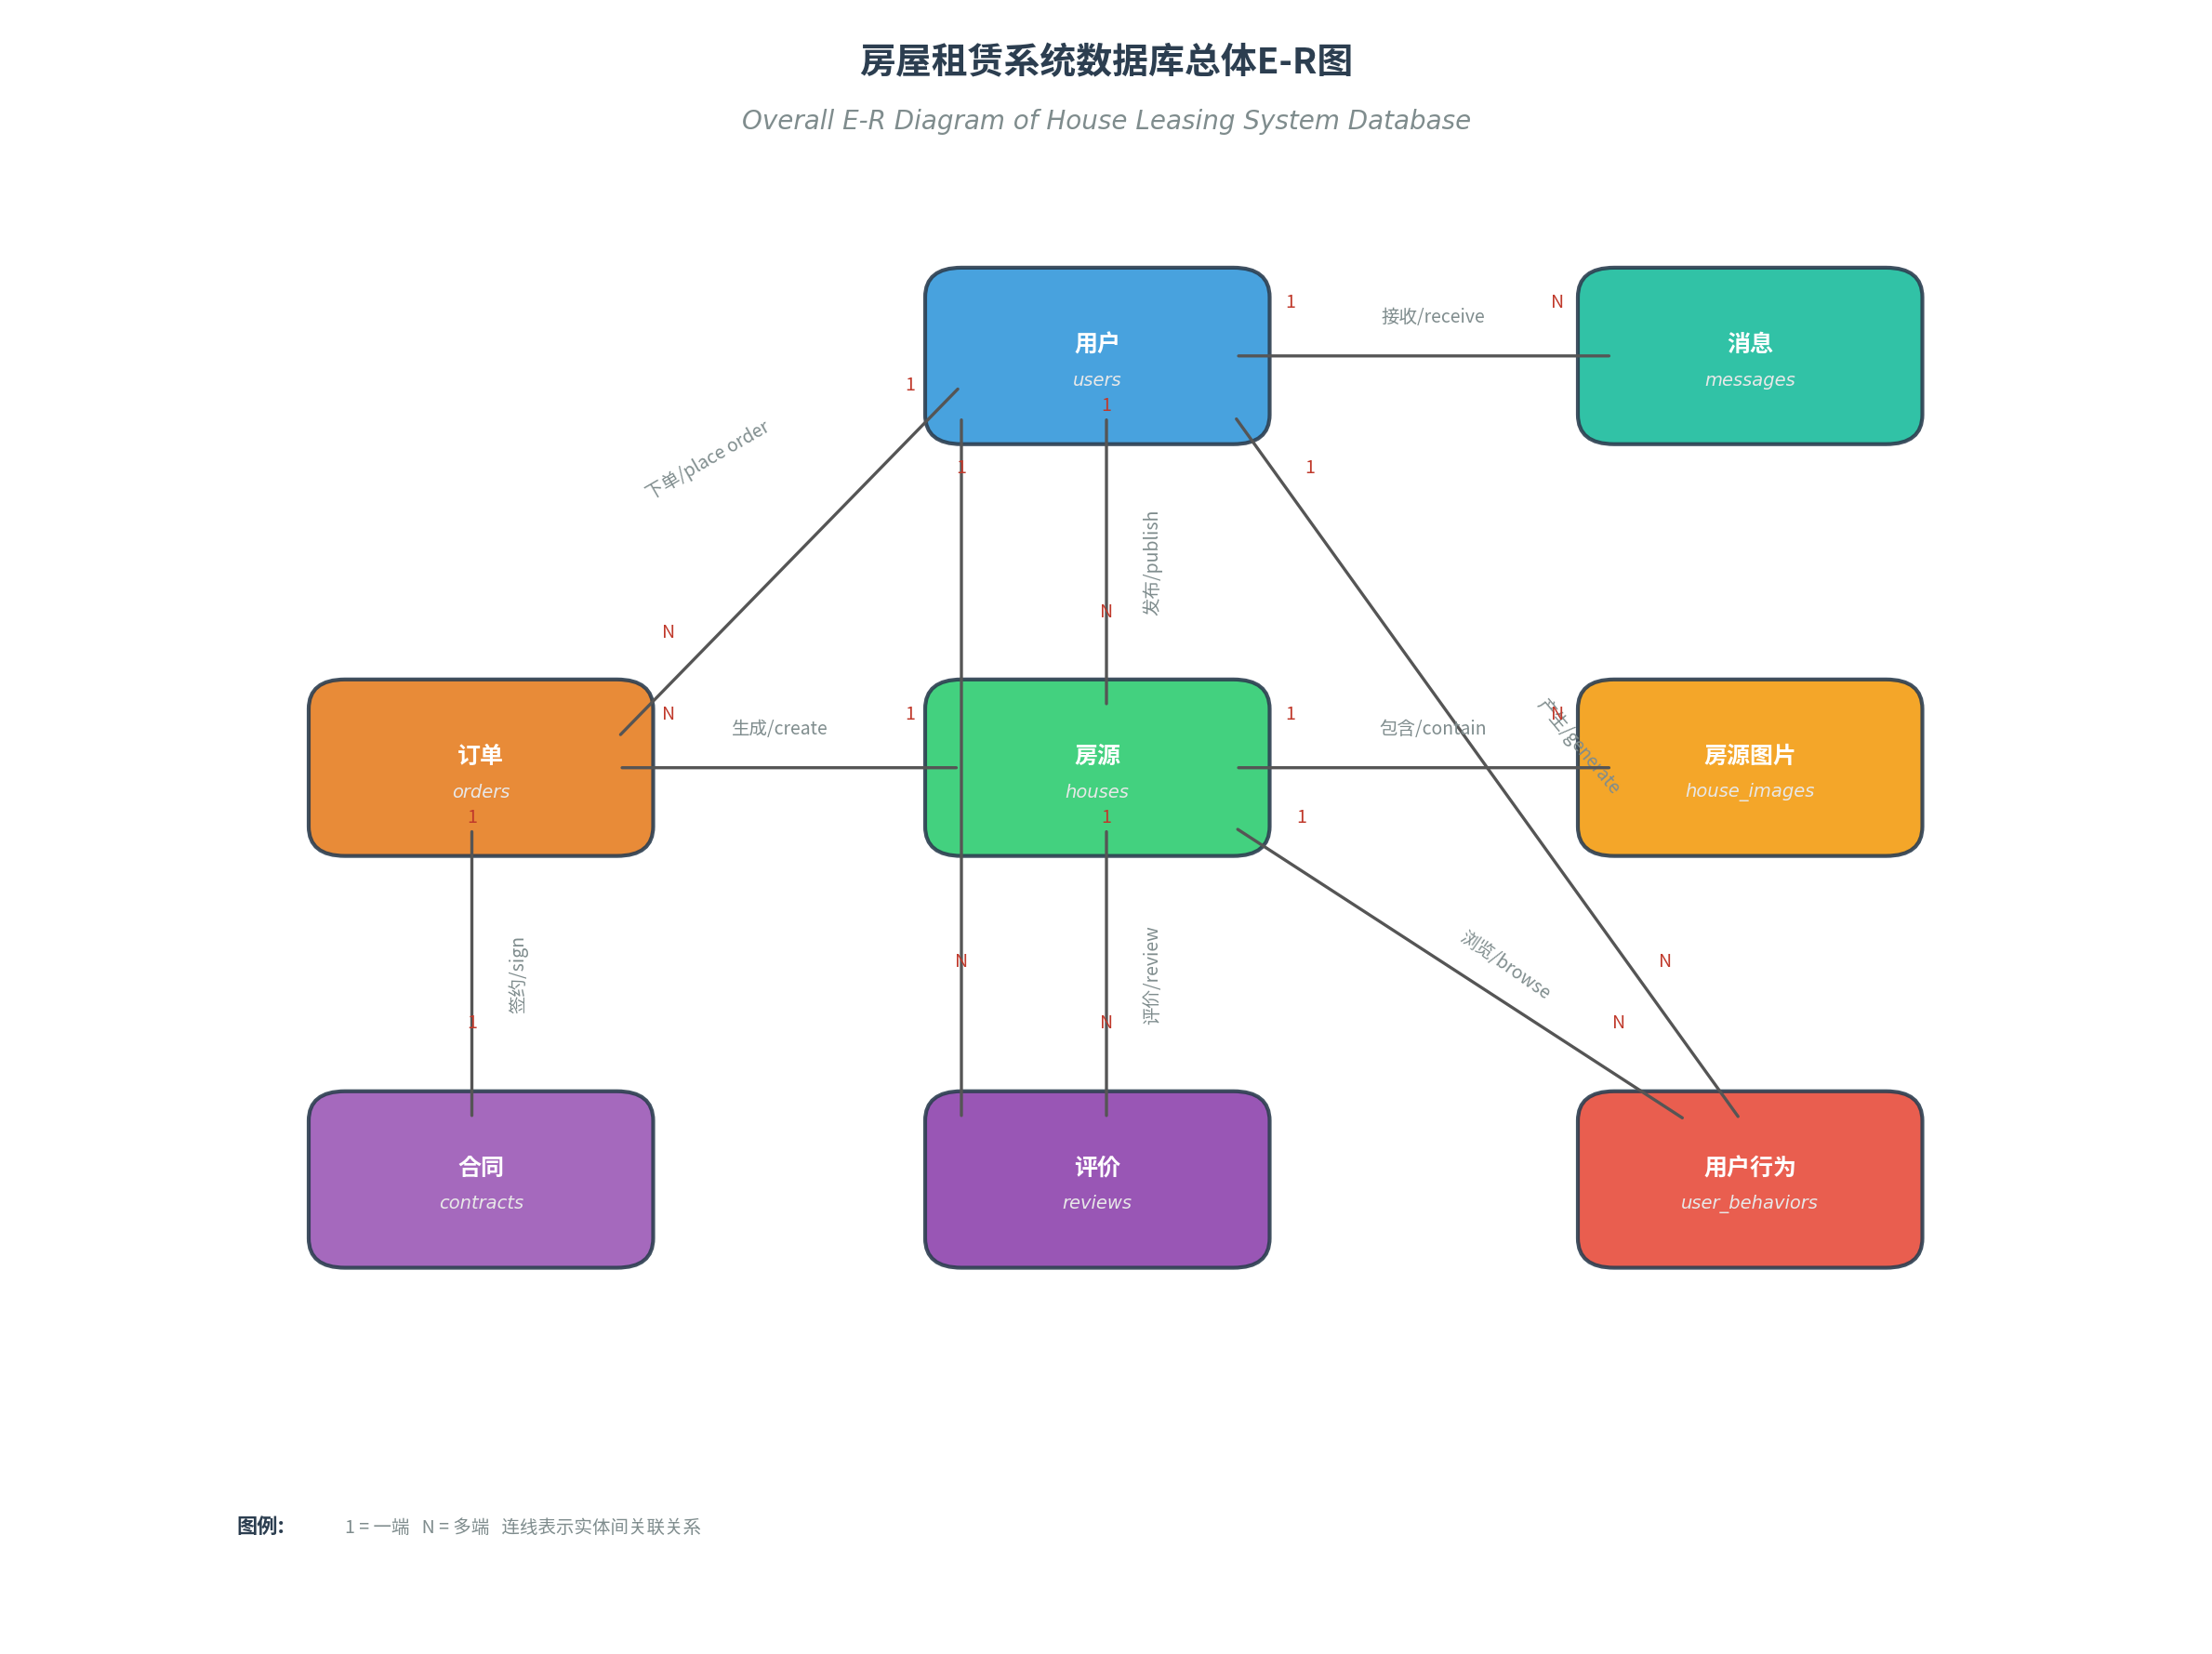 房屋租赁系统数据库总体E-R图
Overall E-R Diagram of House Leasing System Database
1
接收/receive
N
用户
users
消息
messages
1
1
下单/place order
1
1
发布/publish
N
N
N
生成/create
1
1
包含/contain
N
产生/generate
订单
orders
房源
houses
房源图片
house_images
1
1
1
签约/sign
评价/review
浏览/browse
N
N
1
N
N
合同
contracts
评价
reviews
用户行为
user_behaviors
图例:
1 = 一端 N = 多端 连线表示实体间关联关系